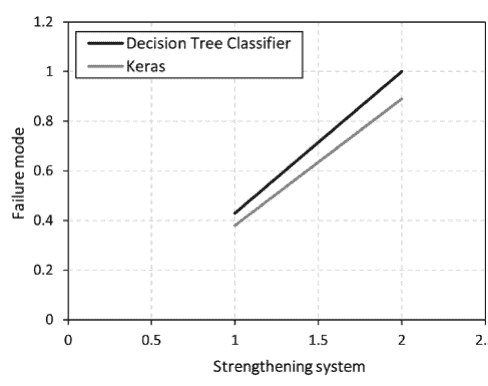 1.2
Decision Tree Classifier
Keras
1
0.8
0.6
0.4
0.2
0
Failure mode
0 0.5 1 1.5 2 2.
Strengthening system